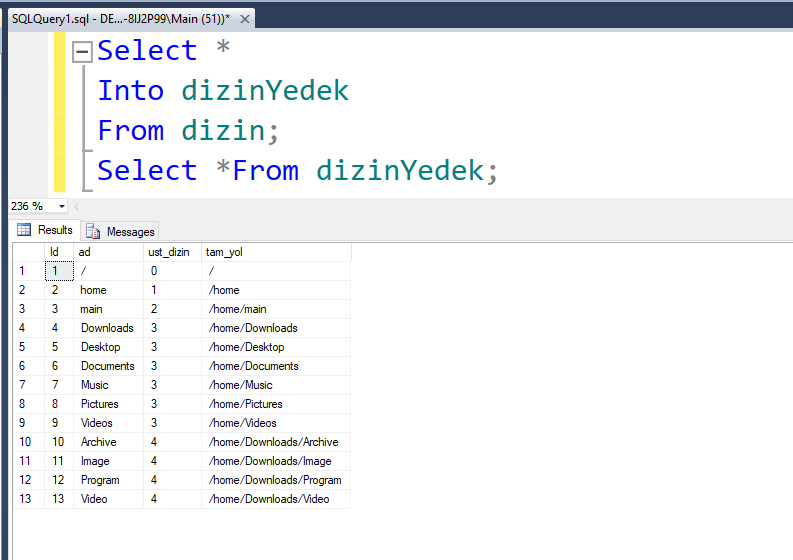 SQLQuery1.sql - DE...-8IJ2P99\Main (51))* ×
Select *
Into dizinYedek
From dizin;
Select *From dizinYedek;
236 %
Results Messages
Id ad ust_dizin tam_yol
1 1 / 0 /
2 2 home 1 /home
3 3 main 2 /home/main
4 4 Downloads 3 /home/Downloads
5 5 Desktop 3 /home/Desktop
6 6 Documents 3 /home/Documents
7 7 Music 3 /home/Music
8 8 Pictures 3 /home/Pictures
9 9 Videos 3 /home/Videos
10 10 Archive 4 /home/Downloads/Archive
11 11 Image 4 /home/Downloads/Image
12 12 Program 4 /home/Downloads/Program
13 13 Video 4 /home/Downloads/Video